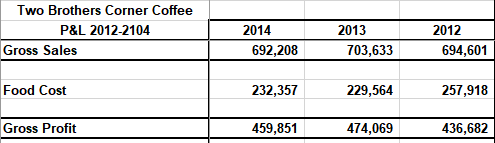 Two Brothers Corner Coffee
P&L 2012-2104 2014 2013 2012
Gross Sales 692,208 703,633 694,601
Food Cost 232,357 229,564 257,918
Gross Profit 459,851 474,069 436,682